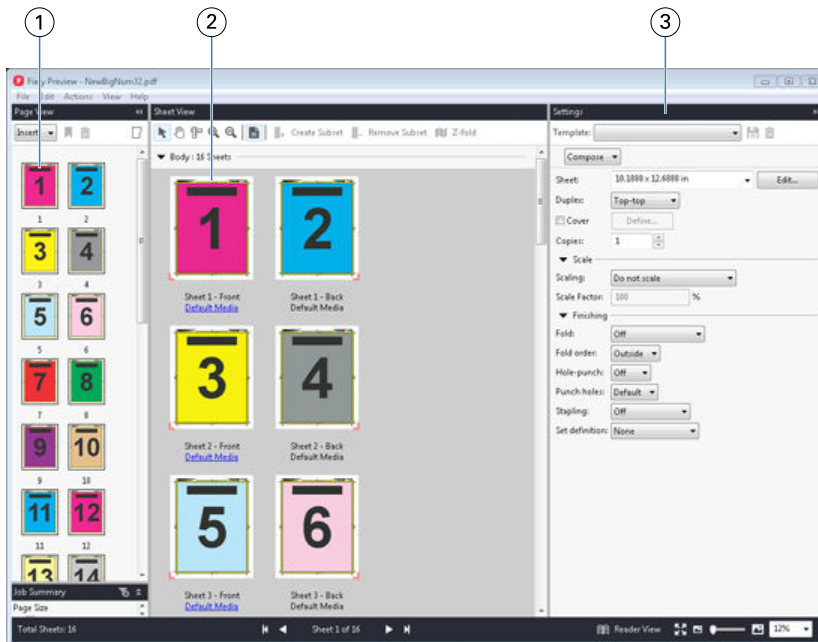 1 2 3
Fiery Preview - NewBigNum32.pdf
File Edit Actions View Help
Page View Sheet View Settings
Insert Create Subset Remove Subset Z-fold Template:
Body : 16 Sheets Compose
1 2
1 2
3 4
3 4
5 6
5 6
7 8
7 8
9 10
9 10
11 12
11 12
13 14
1 2
Sheet 1 - Front Sheet 1 - Back
Default Media Default Media
3 4
Sheet 2 - Front Sheet 2 - Back
Default Media Default Media
5 6
Sheet 3 - Front Sheet 3 - Back
Default Media Default Media
Sheet: 10.1888 x 12.6888 in Edit...
Duplex: Top-top
Cover Define...
Copies: 1
Scale
Scaling: Do not scale
Scale Factor: 100 %
Finishing
Fold: Off
Fold order: Outside
Hole-punch: Off
Punch holes: Default
Stapling: Off
Set definition: None
Job Summary
Page Size
Total Sheets: 16 Sheet 1 of 16 Reader View 12%